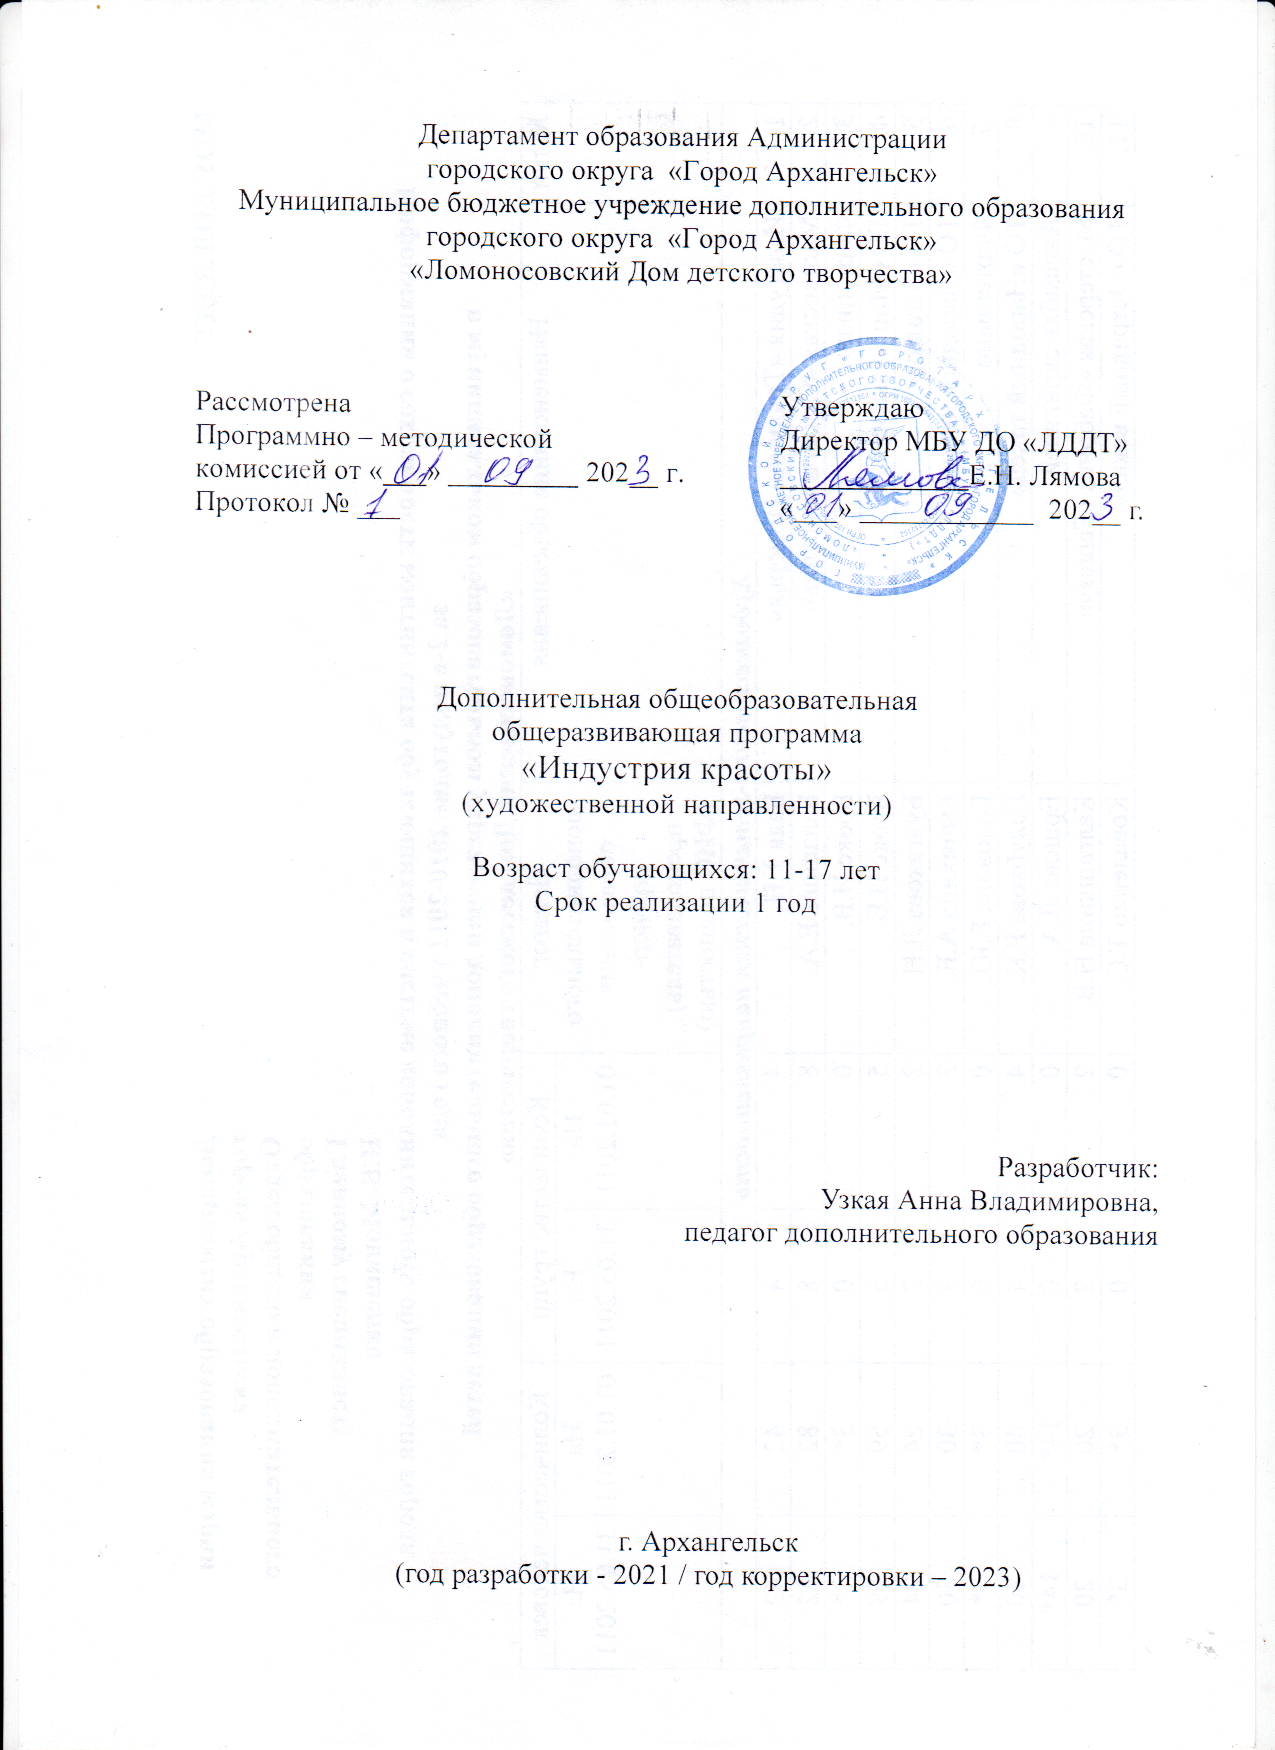 Департамент образования Администрации
городского округа «Город Архангельск»
Муниципальное бюджетное учреждение дополнительного образования
городского округа «Город Архангельск»
«Ломоносовский Дом детского творчества»
Рассмотрена
Программно – методической
комиссией от «01» 09 2023 г.
Протокол № 1
Утверждаю
Директор МБУ ДО «ЛДДТ»
Е.Н. Лямова
«01» 09 2023 г.
Дополнительная общеобразовательная
общеразвивающая программа
«Индустрия красоты»
(художественной направленности)
Возраст обучающихся: 11-17 лет
Срок реализации 1 год
Разработчик:
Узкая Анна Владимировна,
педагог дополнительного образования
г. Архангельск
(год разработки - 2021 / год корректировки – 2023)